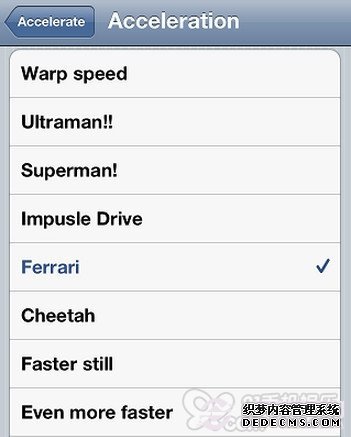 Accelerate
Acceleration
Warp speed
Ultraman!!
Superman!
Impusle Drive
Ferrari
Cheetah
Faster still
Even more faster
织梦内容管理系统
DEDECMS.COM